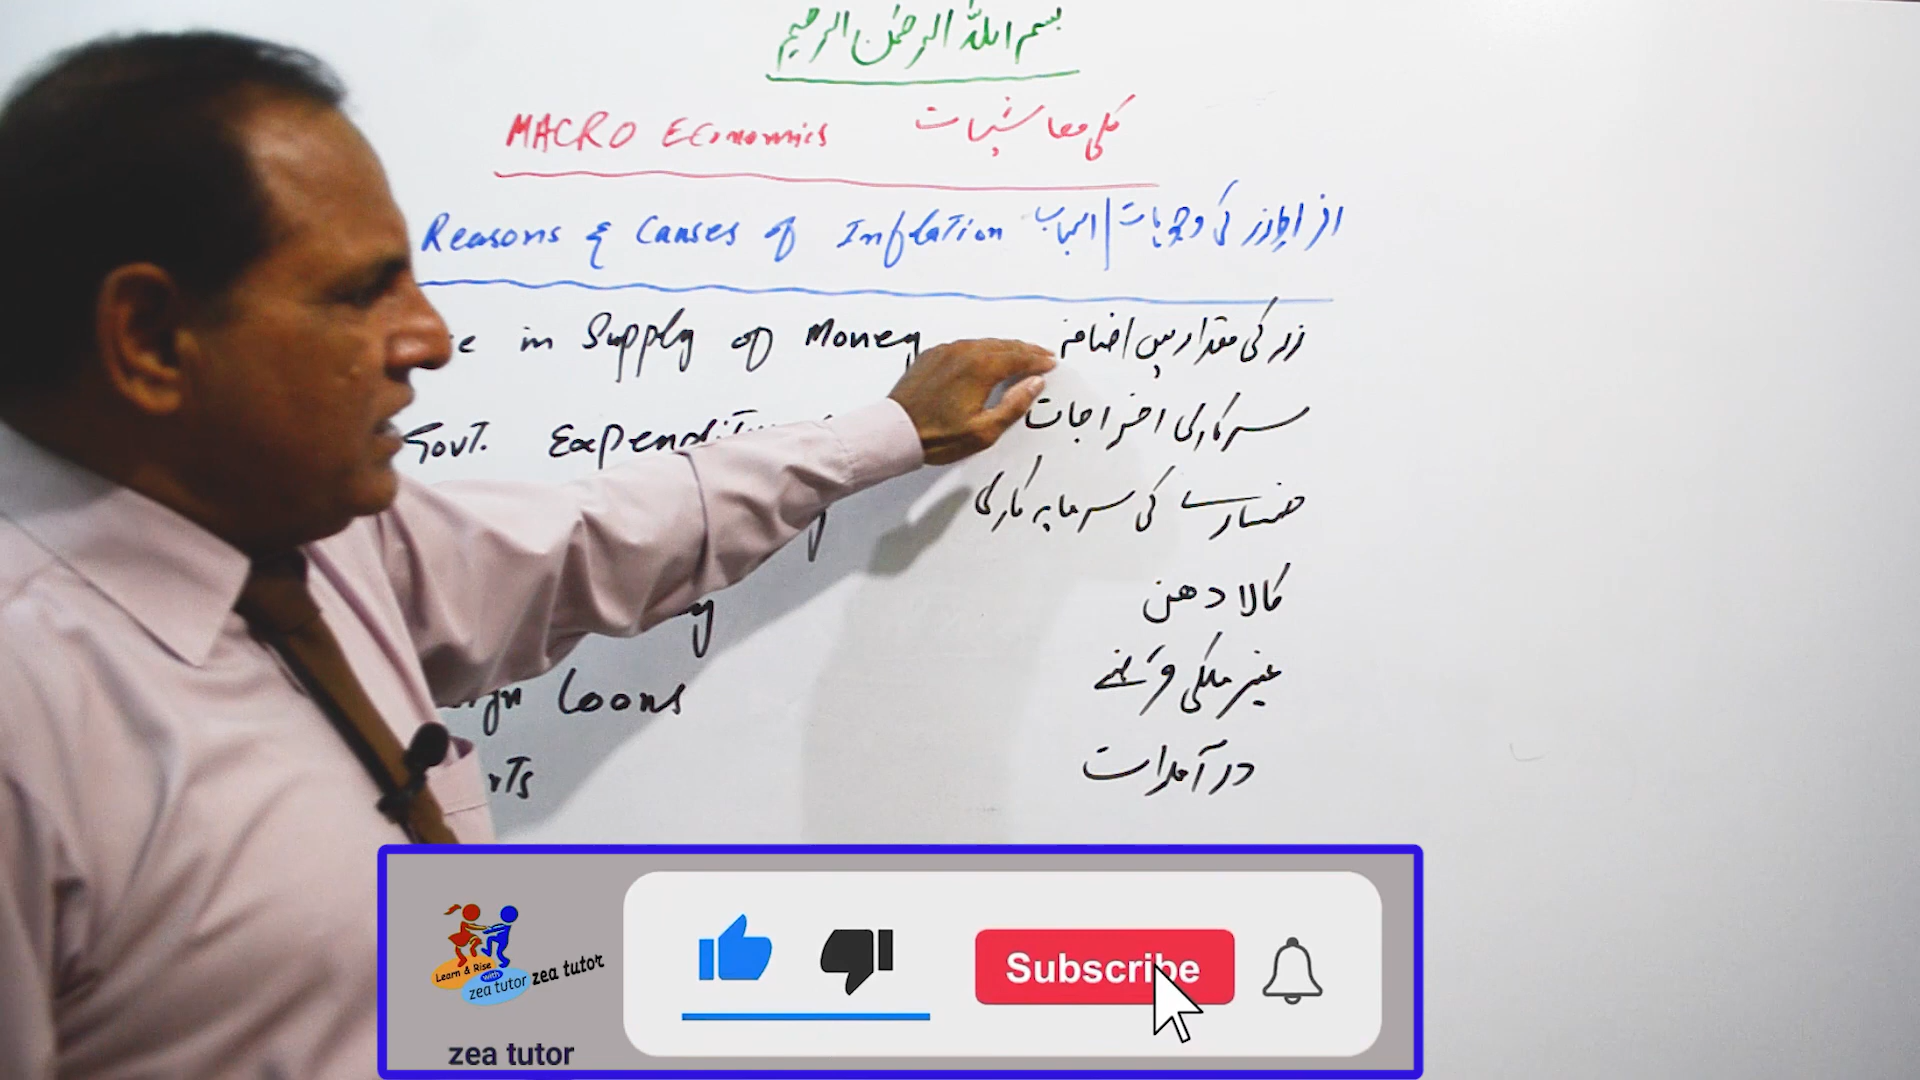 بسم اللہ الرحمٰن الرحیم
MACRO Economics کلی معاشیات
Reasons & Causes of Inflation افراطِ زر کی وجوہات | اسباب
in Supply of Money زر کی مقدار میں اضافہ
Govt. سرکاری اخراجات
خسارے کی سرمایہ کاری
کالا دھن
Loans غیر ملکی قرضے
درآمدات
Learn & Rise
with
zea tutor zea tutor
Subscribe
zea tutor